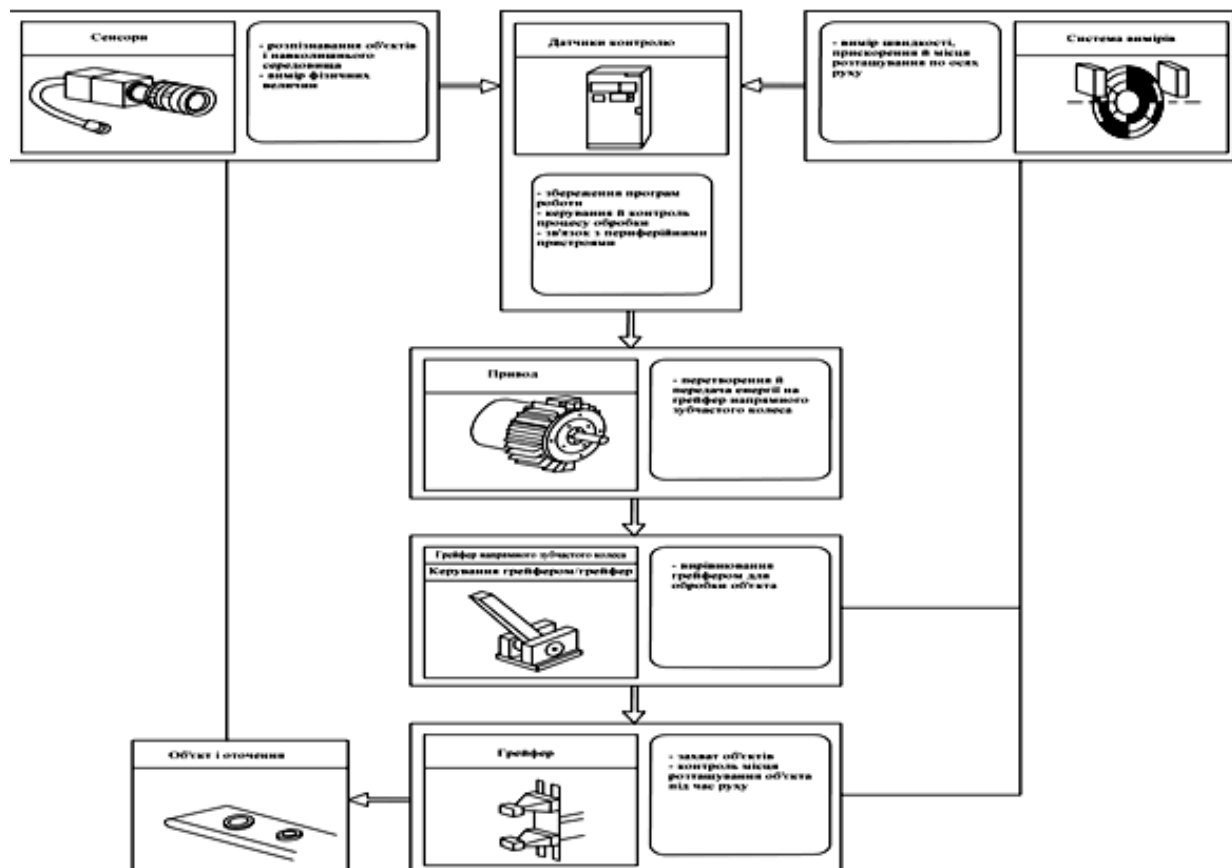 Сенсори
- розпізнавання об'єктів
і навколишнього
середовища
- вимір фізичних
величин
Датчики контролю
- збереження програм
роботи
- керування й контроль
процесу обробки
- зв'язок з периферійними
пристроями
- вимір швидкості,
прискорення й місця
розташування по осях
руху
Система вимірів
Привод
- перетворення й
передача енергії на
грейфер напрямного
зубчастого колеса
Грейфер напрямного зубчастого колеса
Керування грейфером/грейфер
- вирівнювання
грейфером для
обробки об'єкта
Об'єкт і оточення
Грейфер
- захват об'єктів
- контроль місця
розташування об'єкта
під час руху